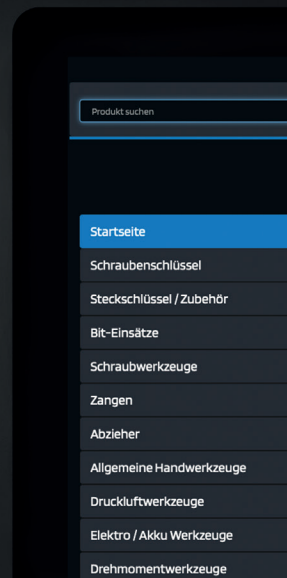 Produkt suchen
Startseite
Schraubenschlüssel
Steckschlüssel / Zubehör
Bit-Einsätze
Schraubwerkzeuge
Zangen
Abzieher
Allgemeine Handwerkzeuge
Druckluftwerkzeuge
Elektro / Akku Werkzeuge
Drehmomentwerkzeuge